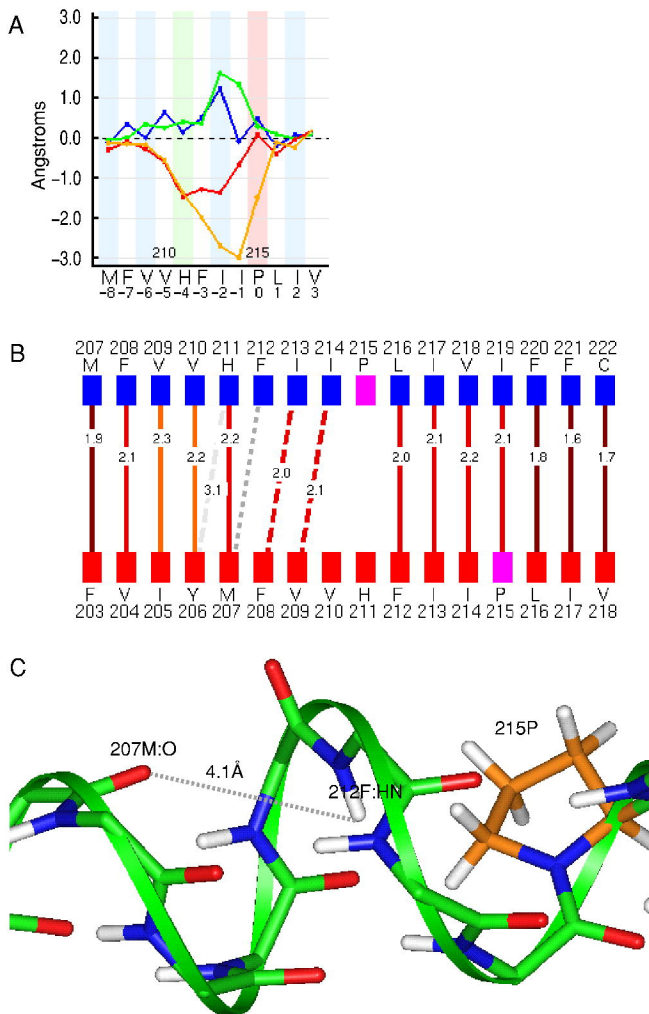 A
3.0
2.0
1.0
0.0
-1.0
-2.0
-3.0
Angstroms
210 215
M F V V H F I I P L I V
-8 -7 -6 -5 -4 -3 -2 -1 0 1 2 3
B
207 208 209 210 211 212 213 214 215 216 217 218 219 220 221 222
M F V V H F I I P L I V I F F C
1.9 2.3 2.2 2.1
2.1 2.2 2.0 2.0 2.1 2.2 1.8 1.6 1.7
3.1 2.1
F V I Y M F V V H F I I P L I V
203 204 205 206 207 208 209 210 211 212 213 214 215 216 217 218
C
215P
207M:O
4.1Å
212F:HN